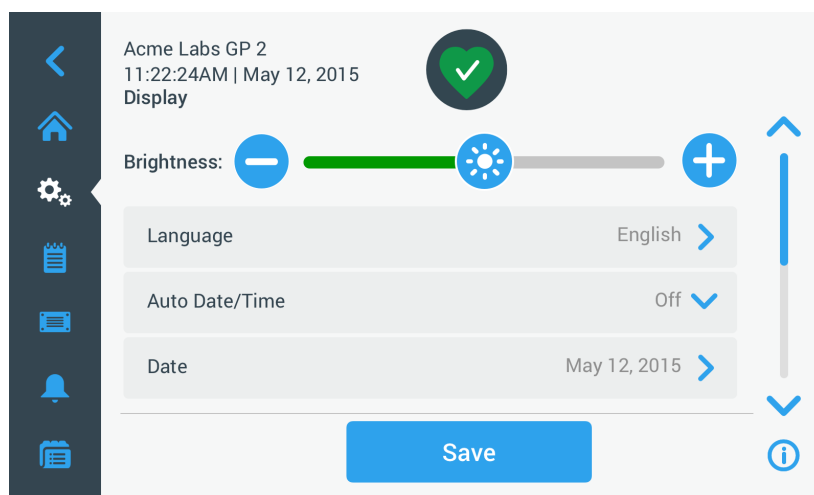 Acme Labs GP 2
11:22:24AM | May 12, 2015
Display
Brightness:
Language English
Auto Date/Time Off
Date May 12, 2015
Save